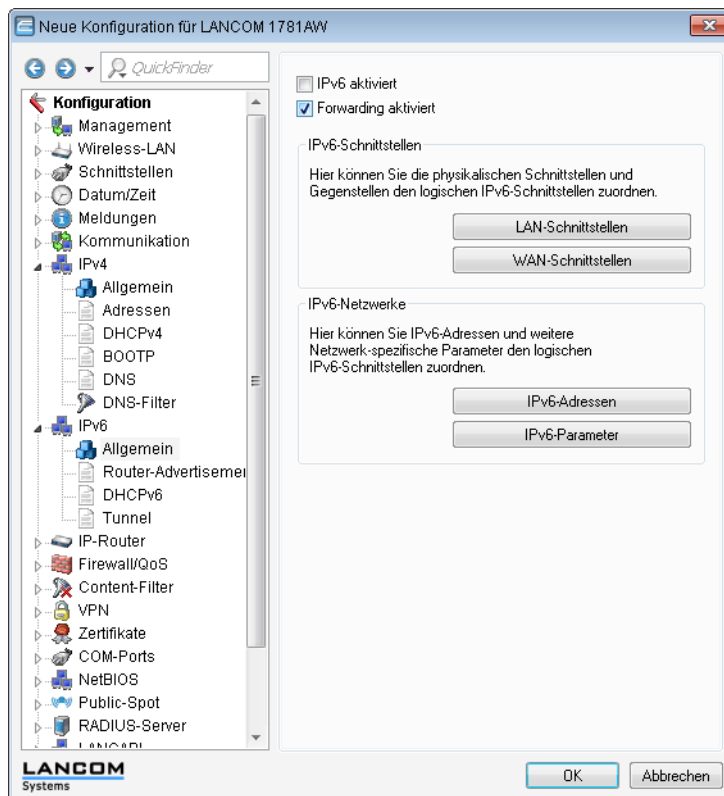 Neue Konfiguration für LANCOM 1781AW
QuickFinder
Konfiguration
Management
Wireless-LAN
Schnittstellen
Datum/Zeit
Meldungen
Kommunikation
IPv4
Allgemein
Adressen
DHCPv4
BOOTP
DNS
DNS-Filter
IPv6
Allgemein
Router-Advertisemen
DHCPv6
Tunnel
IP-Router
Firewall/QoS
Content-Filter
VPN
Zertifikate
COM-Ports
NetBIOS
Public-Spot
RADIUS-Server
LANCAPI
IPv6 aktiviert
Forwarding aktiviert
IPv6-Schnittstellen
Hier können Sie die physikalischen Schnittstellen und
Gegenstellen den logischen IPv6-Schnittstellen zuordnen.
LAN-Schnittstellen
WAN-Schnittstellen
IPv6-Netzwerke
Hier können Sie IPv6-Adressen und weitere
Netzwerk-spezifische Parameter den logischen
IPv6-Schnittstellen zuordnen.
IPv6-Adressen
IPv6-Parameter
LANCOM
Systems
OK
Abbrechen